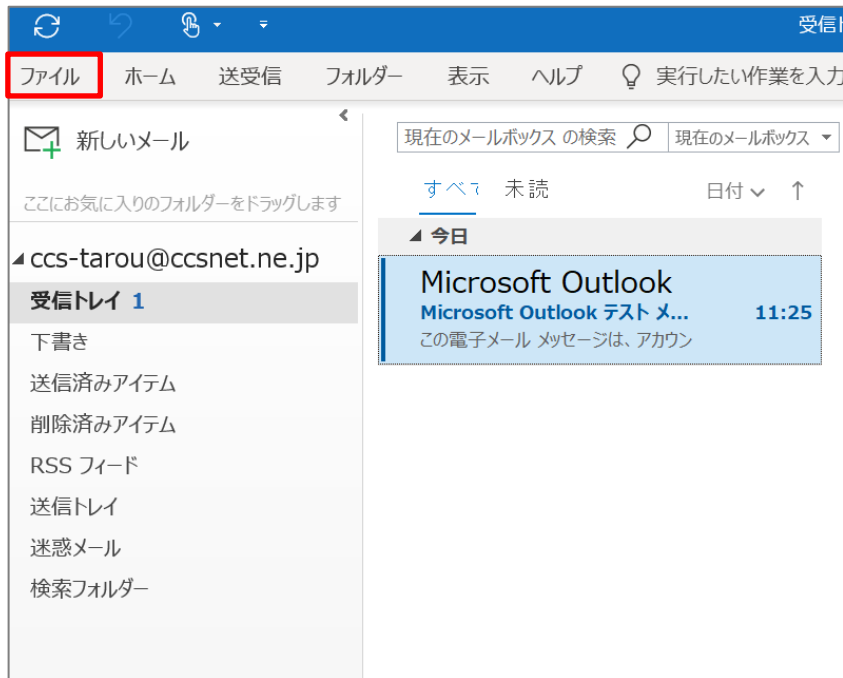 受信ト
ファイル ホーム 送受信 フォルダー 表示 ヘルプ 実行したい作業を入力
新しいメール
現在のメールボックス の検索 現在のメールボックス
ここにお気に入りのフォルダーをドラッグします
すべて 未読 日付
今日
ccs-tarou@ccsnet.ne.jp
Microsoft Outlook
受信トレイ 1
Microsoft Outlook テスト メ... 11:25
下書き
この電子メール メッセージは、アカウン
送信済みアイテム
削除済みアイテム
RSS フィード
送信トレイ
迷惑メール
検索フォルダー